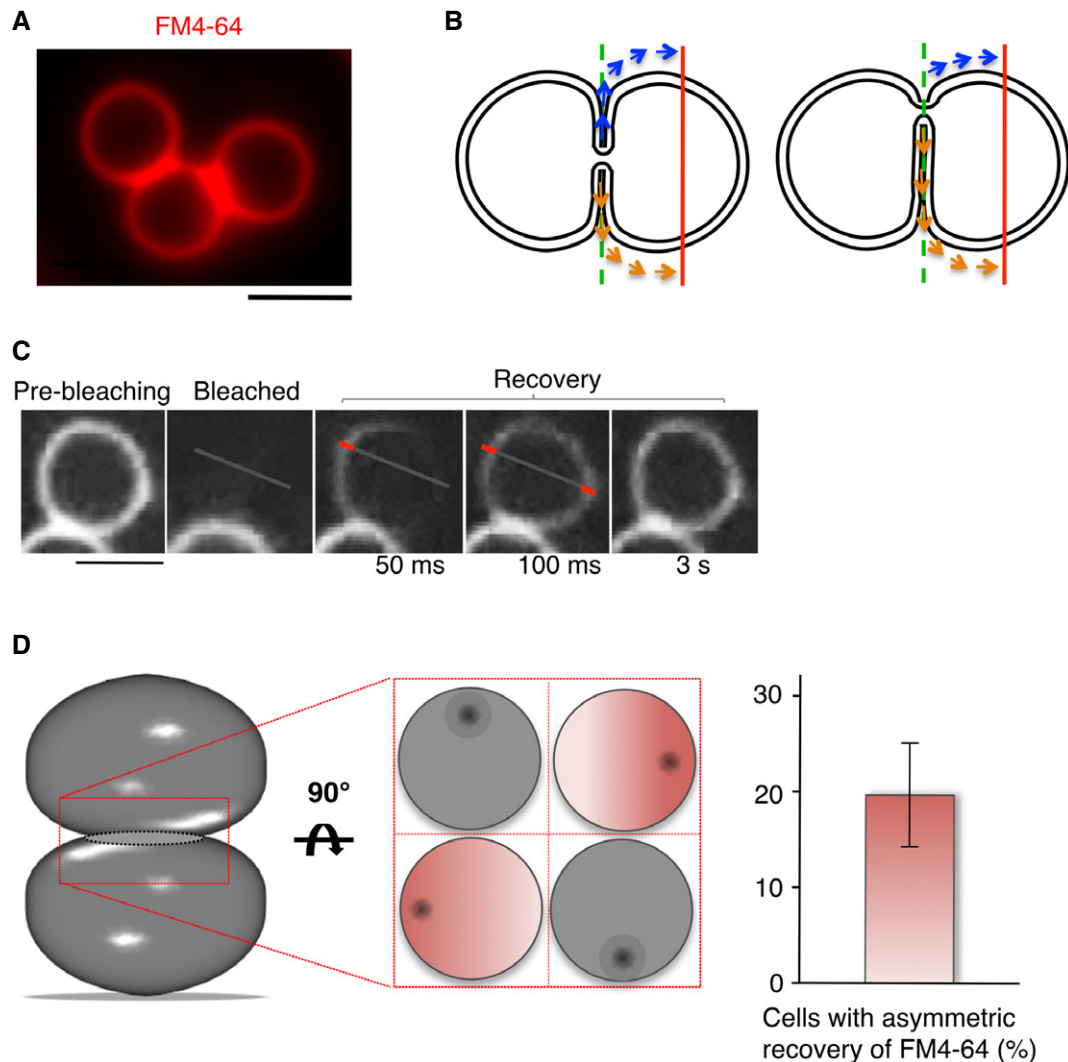 A
FM4-64
B
C
Pre-bleaching
Bleached
Recovery
50 ms
100 ms
3 s
D
90°
30
20
10
0
Cells with asymmetric
recovery of FM4-64 (%)